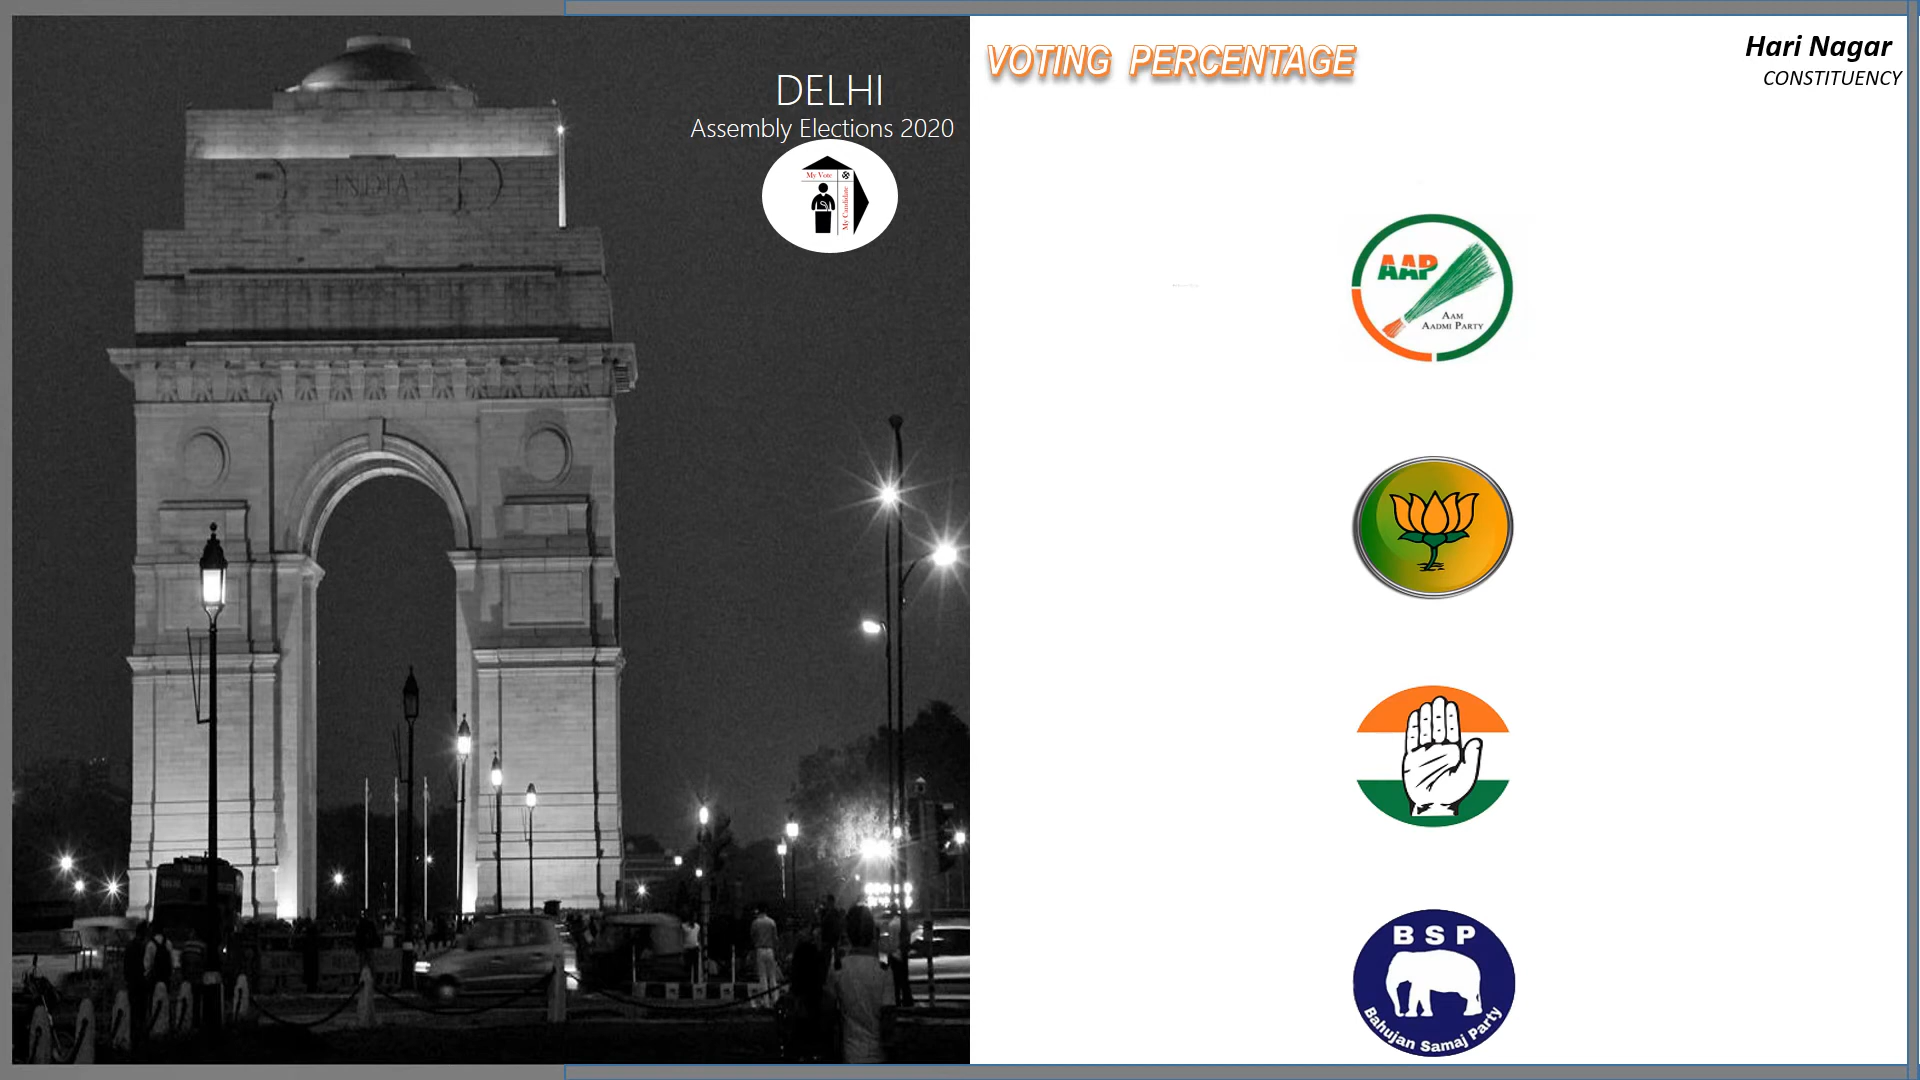 INDIA
DELHI
Assembly Elections 2020
My Vote
My Candidate
VOTING PERCENTAGE
Hari Nagar
CONSTITUENCY
AAP
AAM
AADMI PARTY
BSP
Bahujan Samaj Party